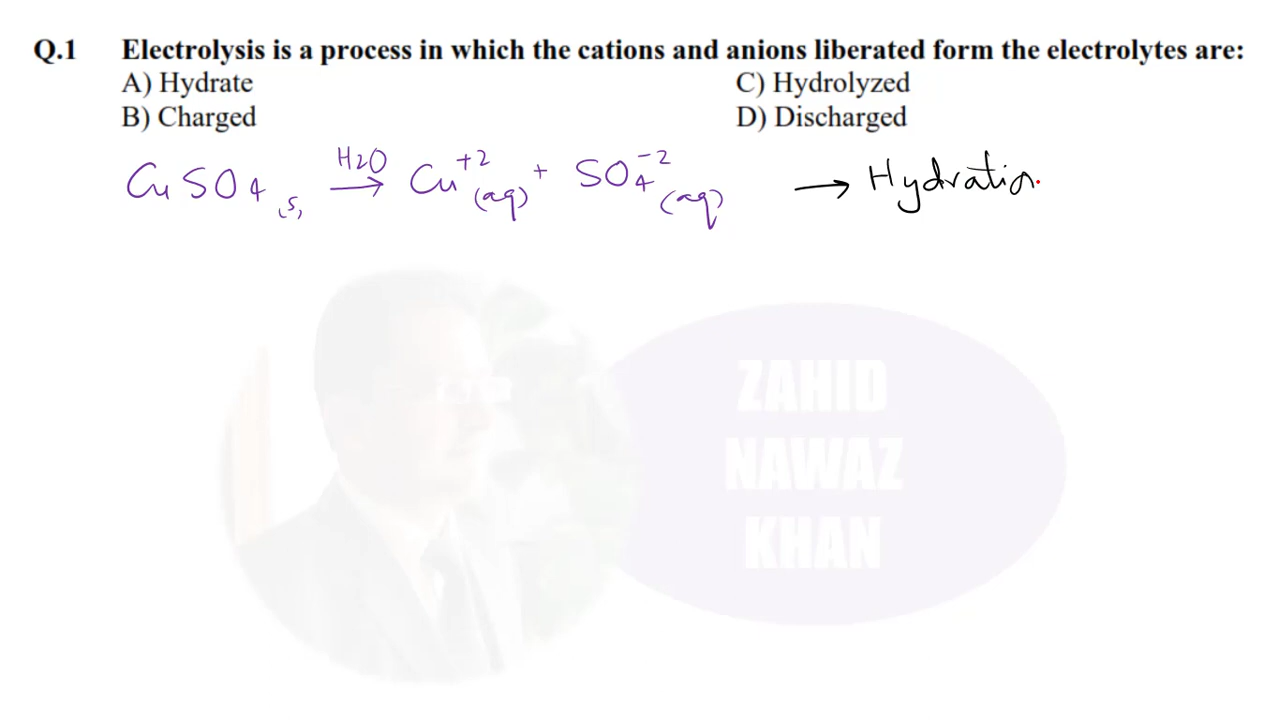 Q.1 Electrolysis is a process in which the cations and anions liberated form the electrolytes are:
A) Hydrate C) Hydrolyzed
B) Charged D) Discharged
CuSO4 (s) H2O → Cu+2 (aq) + SO4-2 (aq) → Hydration
ZAHID
NAWAZ
KHAN